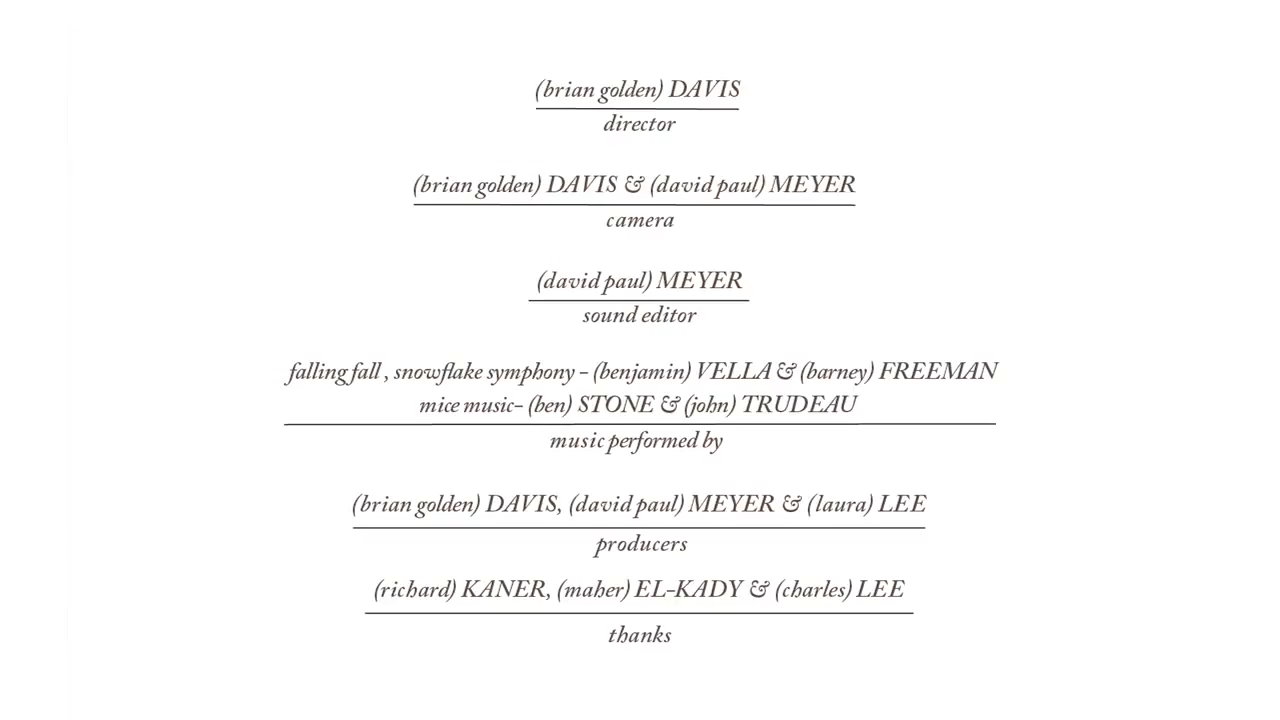 (brian golden) DAVIS
director
(brian golden) DAVIS & (david paul) MEYER
camera
(david paul) MEYER
sound editor
falling fall , snowflake symphony - (benjamin) VELLA & (barney) FREEMAN
mice music- (ben) STONE & (john) TRUDEAU
music performed by
(brian golden) DAVIS, (david paul) MEYER & (laura) LEE
producers
(richard) KANER, (maher) EL-KADY & (charles) LEE
thanks